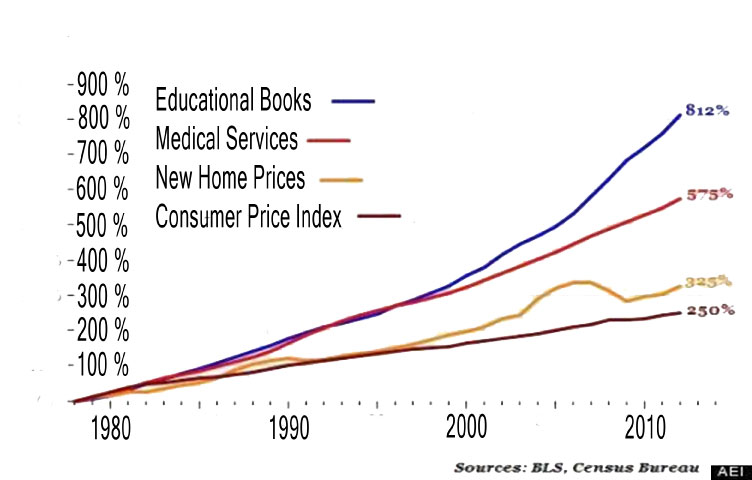 -900 %
-800 %
-700 %
-600 %
-500 %
-400 %
-300 %
-200 %
-100 %
Educational Books
Medical Services
New Home Prices
Consumer Price Index
812%
575%
325%
250%
1980 1990 2000 2010
Sources: BLS, Census Bureau
AEI